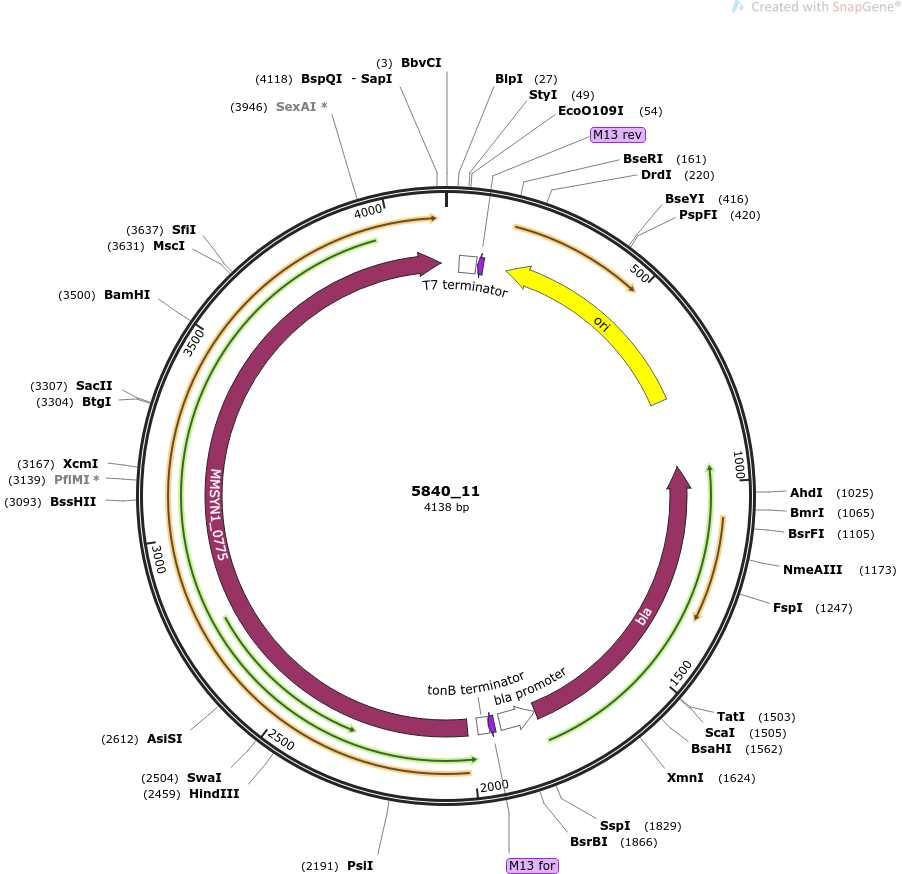 Created with SnapGene®
(3) BbvCI
(4118) BspQI - SapI
(3946) SexAI *
BlpI (27)
StyI (49)
EcoO109I (54)
M13 rev
BseRI (161)
DrdI (220)
BseYI (416)
PspFI (420)
4000
500
(3637) SfiI
(3631) MscI
(3500) BamHI
3500
T7 terminator
ori
(3307) SacII
(3304) BtgI
(3167) XcmI
(3139) PflMI *
(3093) BssHII
MMSYN1_0775
5840_11
4138 bp
1000
AhdI (1025)
BmrI (1065)
BsrFI (1105)
NmeAIII (1173)
FspI (1247)
3000
bla
tonB terminator
bla promoter
1500
TatI (1503)
ScaI (1505)
BsaHI (1562)
XmnI (1624)
(2612) AsiSI
2500
(2504) SwaI
(2459) HindIII
2000
SspI (1829)
BsrBI (1866)
(2191) PsiI
M13 for